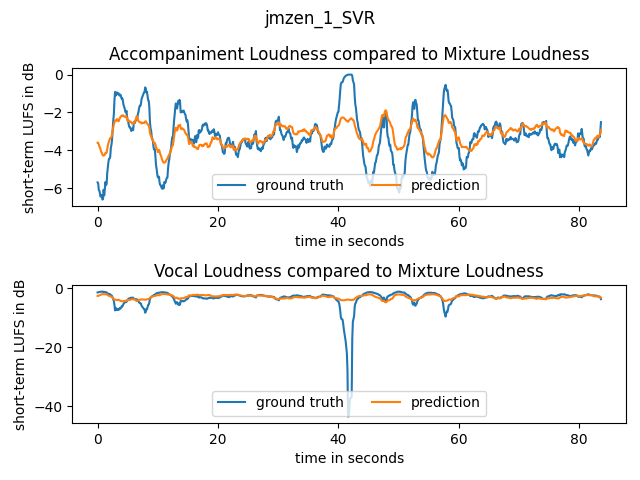 jmzen_1_SVR
Accompaniment Loudness compared to Mixture Loudness
short-term LUFS in dB
0
−2
−4
−6
ground truth
prediction
0
20
40
60
80
time in seconds
Vocal Loudness compared to Mixture Loudness
short-term LUFS in dB
0
−20
−40
ground truth
prediction
0
20
40
60
80
time in seconds